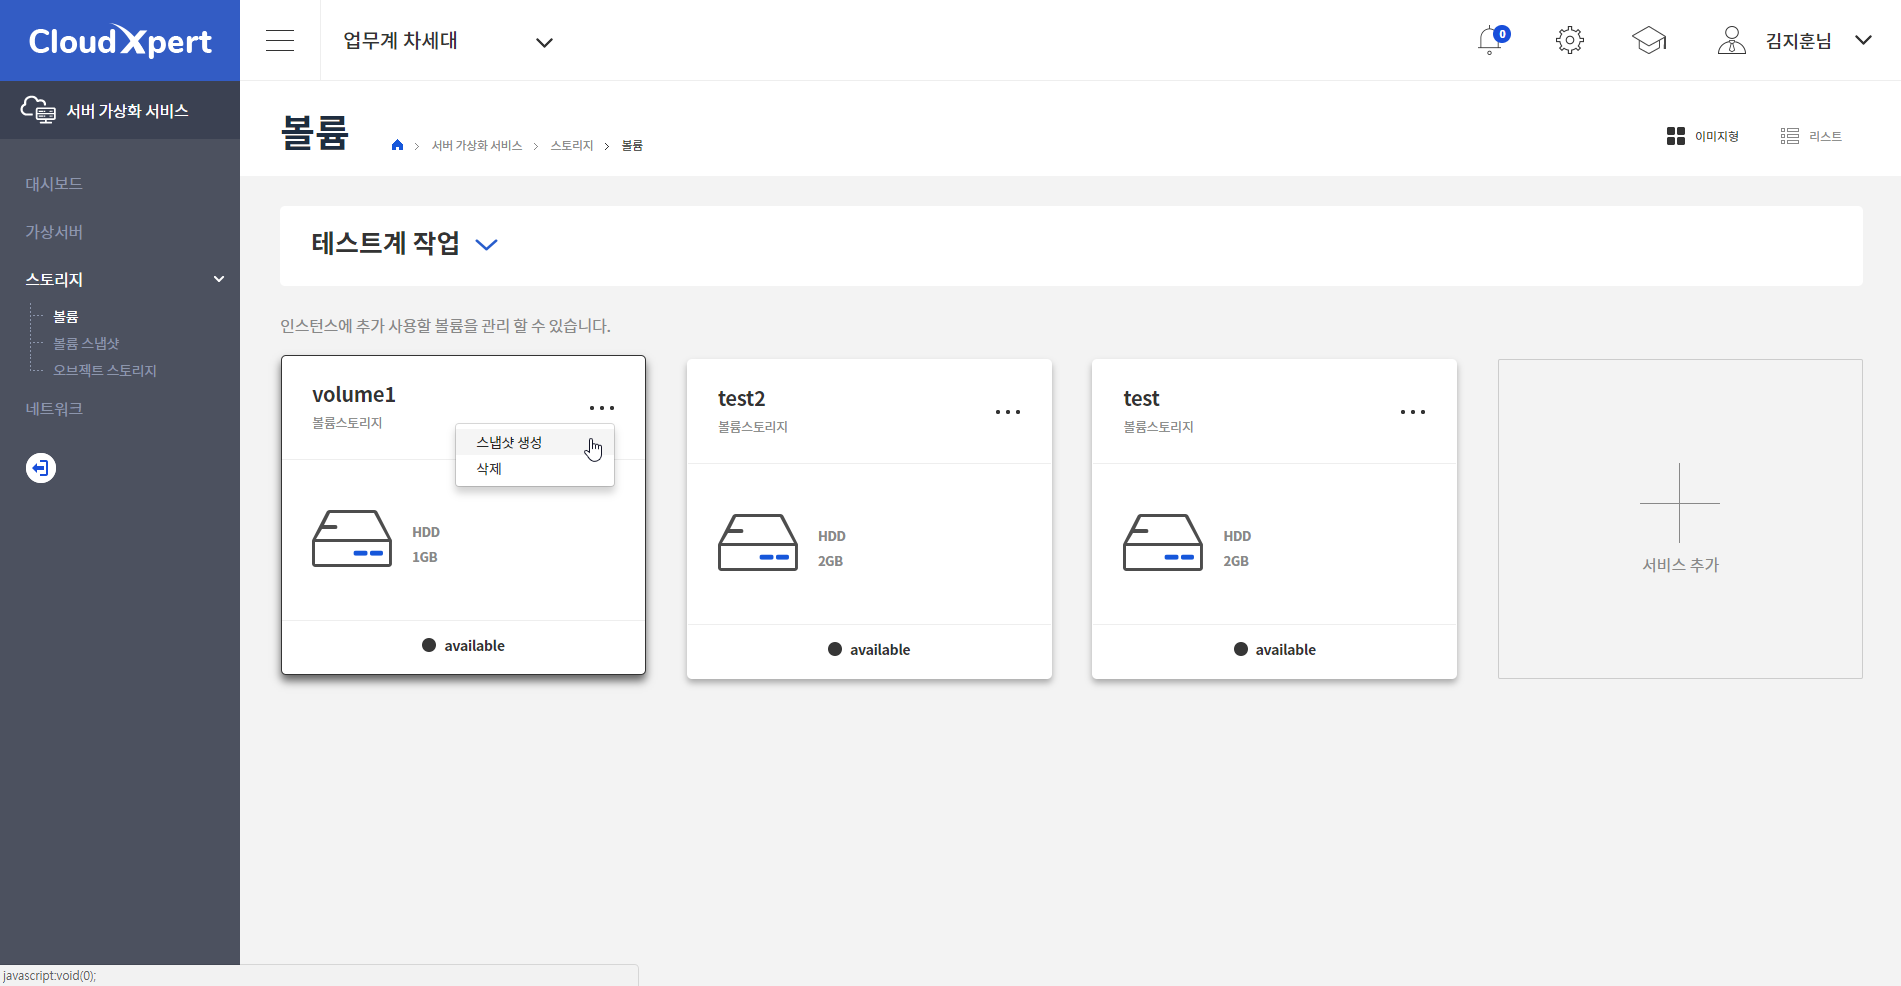 CloudXpert
업무계 차세대
0
김지훈님
서버 가상화 서비스
대시보드
가상서버
스토리지
볼륨
볼륨 스냅샷
오브젝트 스토리지
네트워크
볼륨
서버 가상화 서비스
스토리지
볼륨
이미지형
리스트
테스트계 작업
인스턴스에 추가 사용할 볼륨을 관리 할 수 있습니다.
volume1
볼륨스토리지
스냅샷 생성
삭제
HDD
1GB
available
test2
볼륨스토리지
HDD
2GB
available
test
볼륨스토리지
HDD
2GB
available
서비스 추가
javascript:void(0);